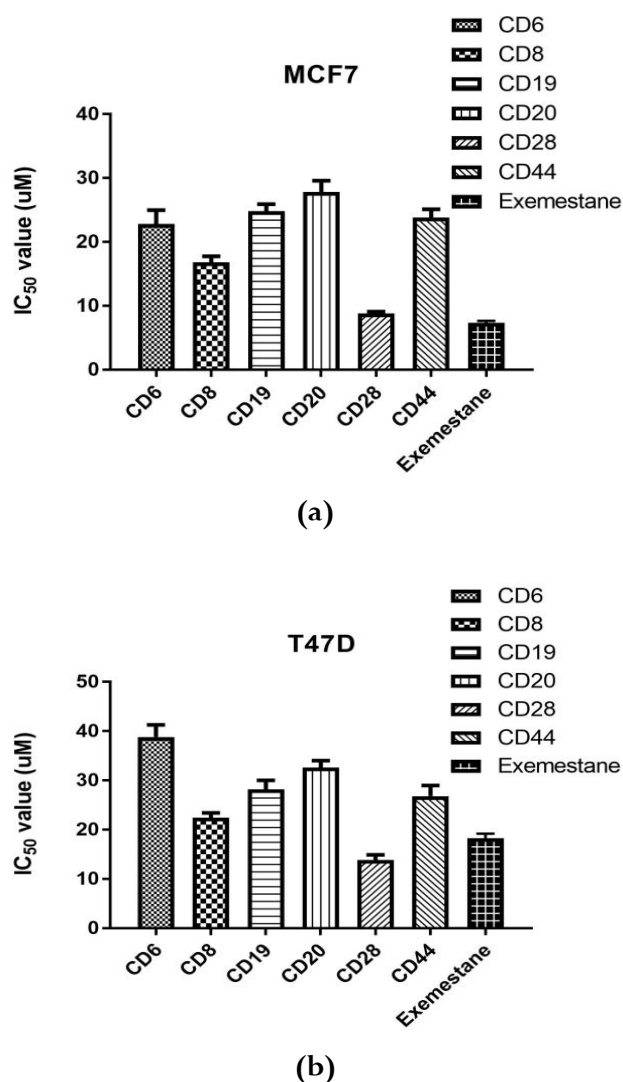 CD6
CD8
CD19
CD20
CD28
CD44
Exemestane
MCF7
40
30
20
10
0
IC50 value (uM)
CD6
CD8
CD19
CD20
CD28
CD44
Exemestane
(a)
CD6
CD8
CD19
CD20
CD28
CD44
Exemestane
T47D
50
40
30
20
10
0
IC50 value (uM)
CD6
CD8
CD19
CD20
CD28
CD44
Exemestane
(b)